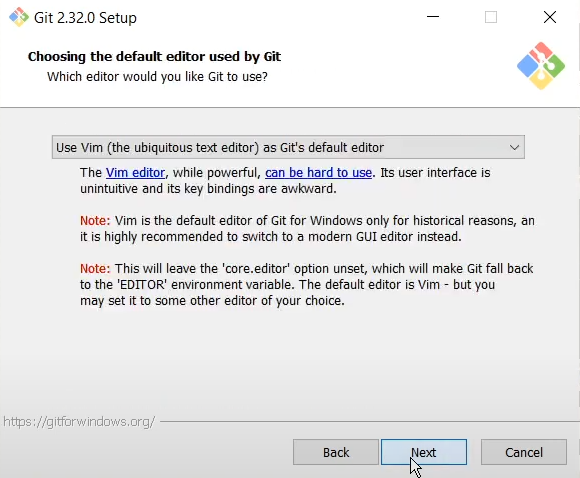 Git 2.32.0 Setup
Choosing the default editor used by Git
Which editor would you like Git to use?
Use Vim (the ubiquitous text editor) as Git's default editor
The Vim editor, while powerful, can be hard to use. Its user interface is
unintuitive and its key bindings are awkward.
Note: Vim is the default editor of Git for Windows only for historical reasons, an
it is highly recommended to switch to a modern GUI editor instead.
Note: This will leave the 'core.editor' option unset, which will make Git fall back
to the 'EDITOR' environment variable. The default editor is Vim - but you
may set it to some other editor of your choice.
https://gitforwindows.org/
Back Next Cancel